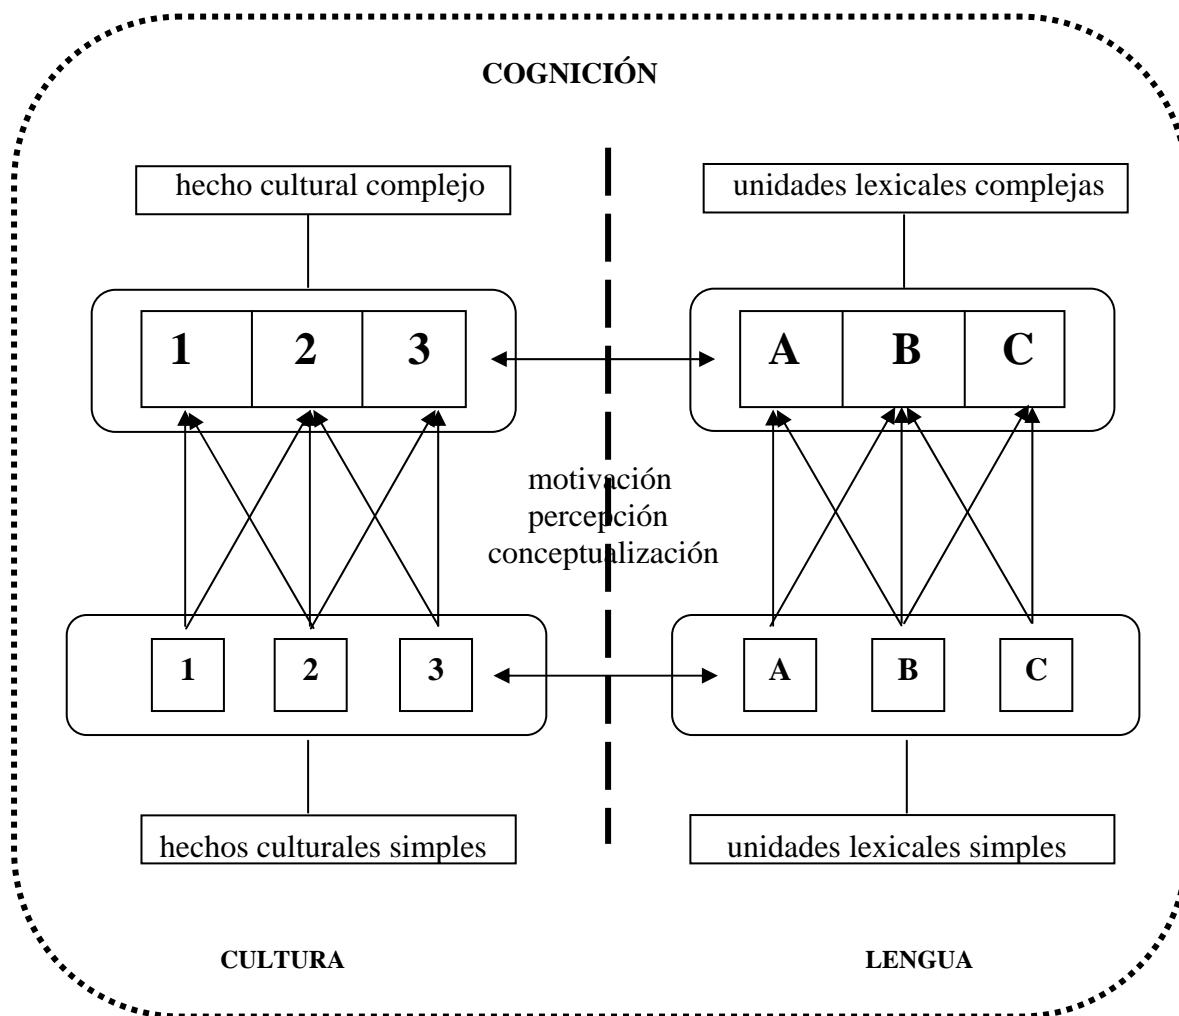 COGNICIÓN
hecho cultural complejo
unidades lexicales complejas
1 2 3
A B C
motivación
percepción
conceptualización
1 2 3
A B C
hechos culturales simples
unidades lexicales simples
CULTURA
LENGUA